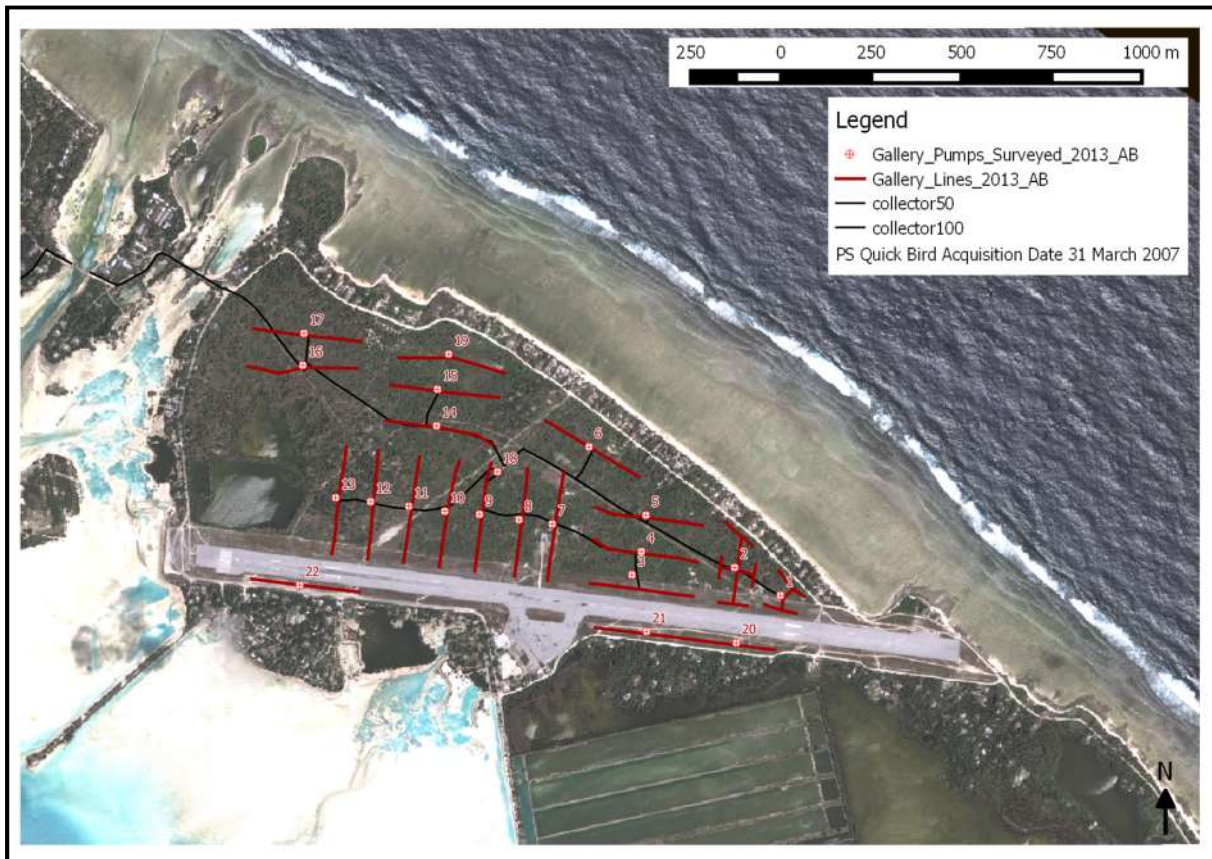 250 0 250 500 750 1000 m
Legend
Gallery_Pumps_Surveyed_2013_AB
Gallery_Lines_2013_AB
collector50
collector100
PS Quick Bird Acquisition Date 31 March 2007
17
16
19
15
14
6
18
13
12
11
10
9
8
7
5
4
3
2
1
22
21
20
N